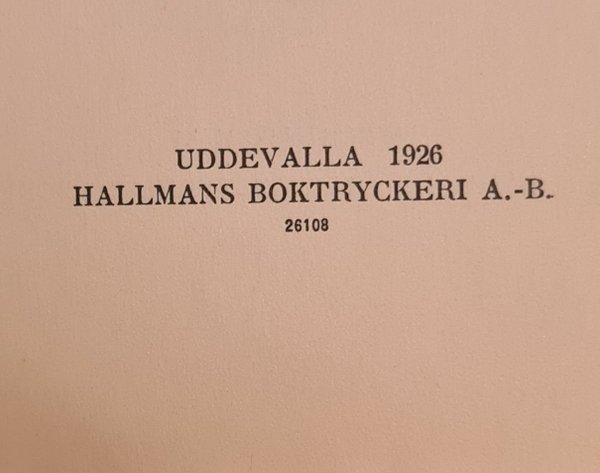 UDDEVALLA 1926
HALLMANS BOKTRYCKERI A.-B.
26108